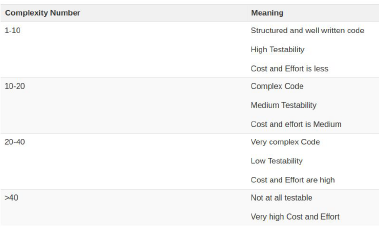 Complexity Number Meaning
1-10 Structured and well written code
High Testability
Cost and Effort is less
10-20 Complex Code
Medium Testability
Cost and effort is Medium
20-40 Very complex Code
Low Testability
Cost and Effort are high
>40 Not at all testable
Very high Cost and Effort